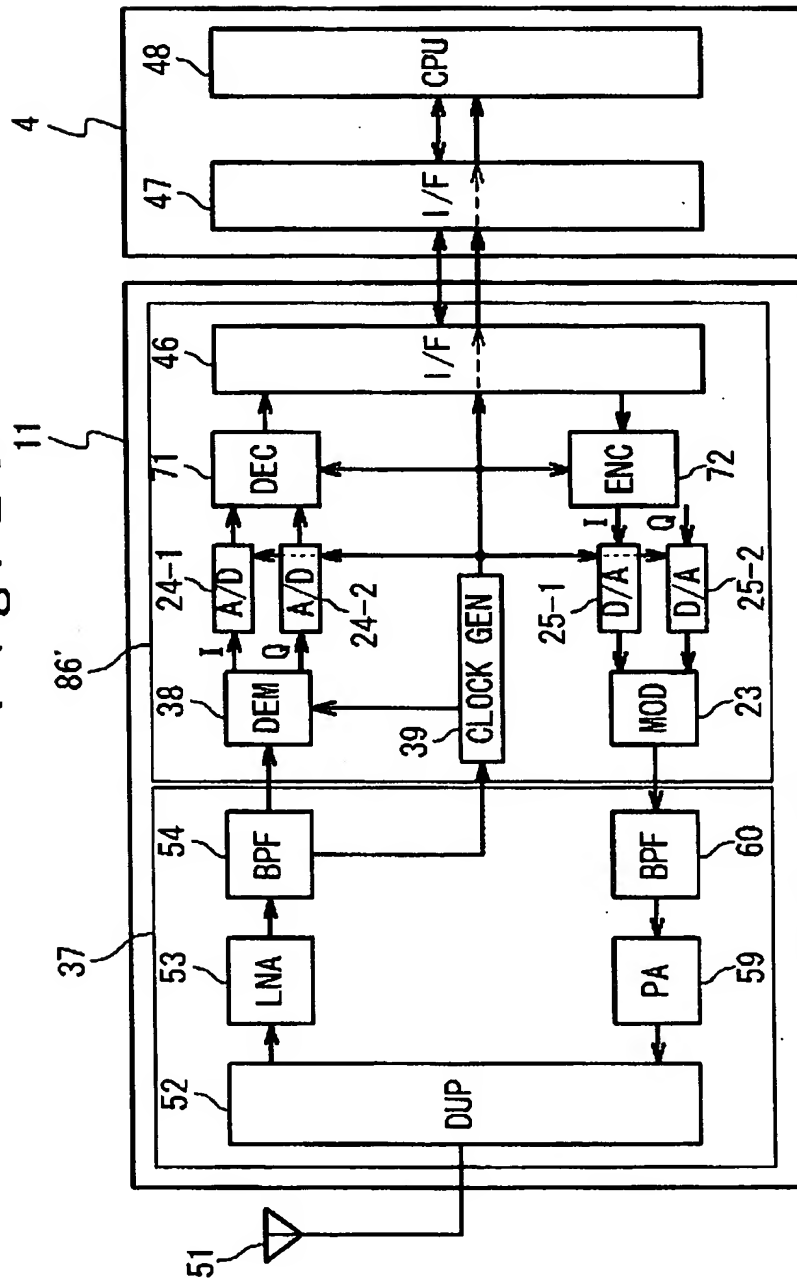 11
4
37
86'
51
52
53
54
38
24-1
71
46
47
48
DUP
LNA
BPF
DEM
I
A/D
DEC
I/F
I/F
CPU
Q
A/D
24-2
39
CLOCK GEN
25-1
PA
BPF
MOD
D/A
I
ENC
D/A
Q
59
60
23
25-2
72